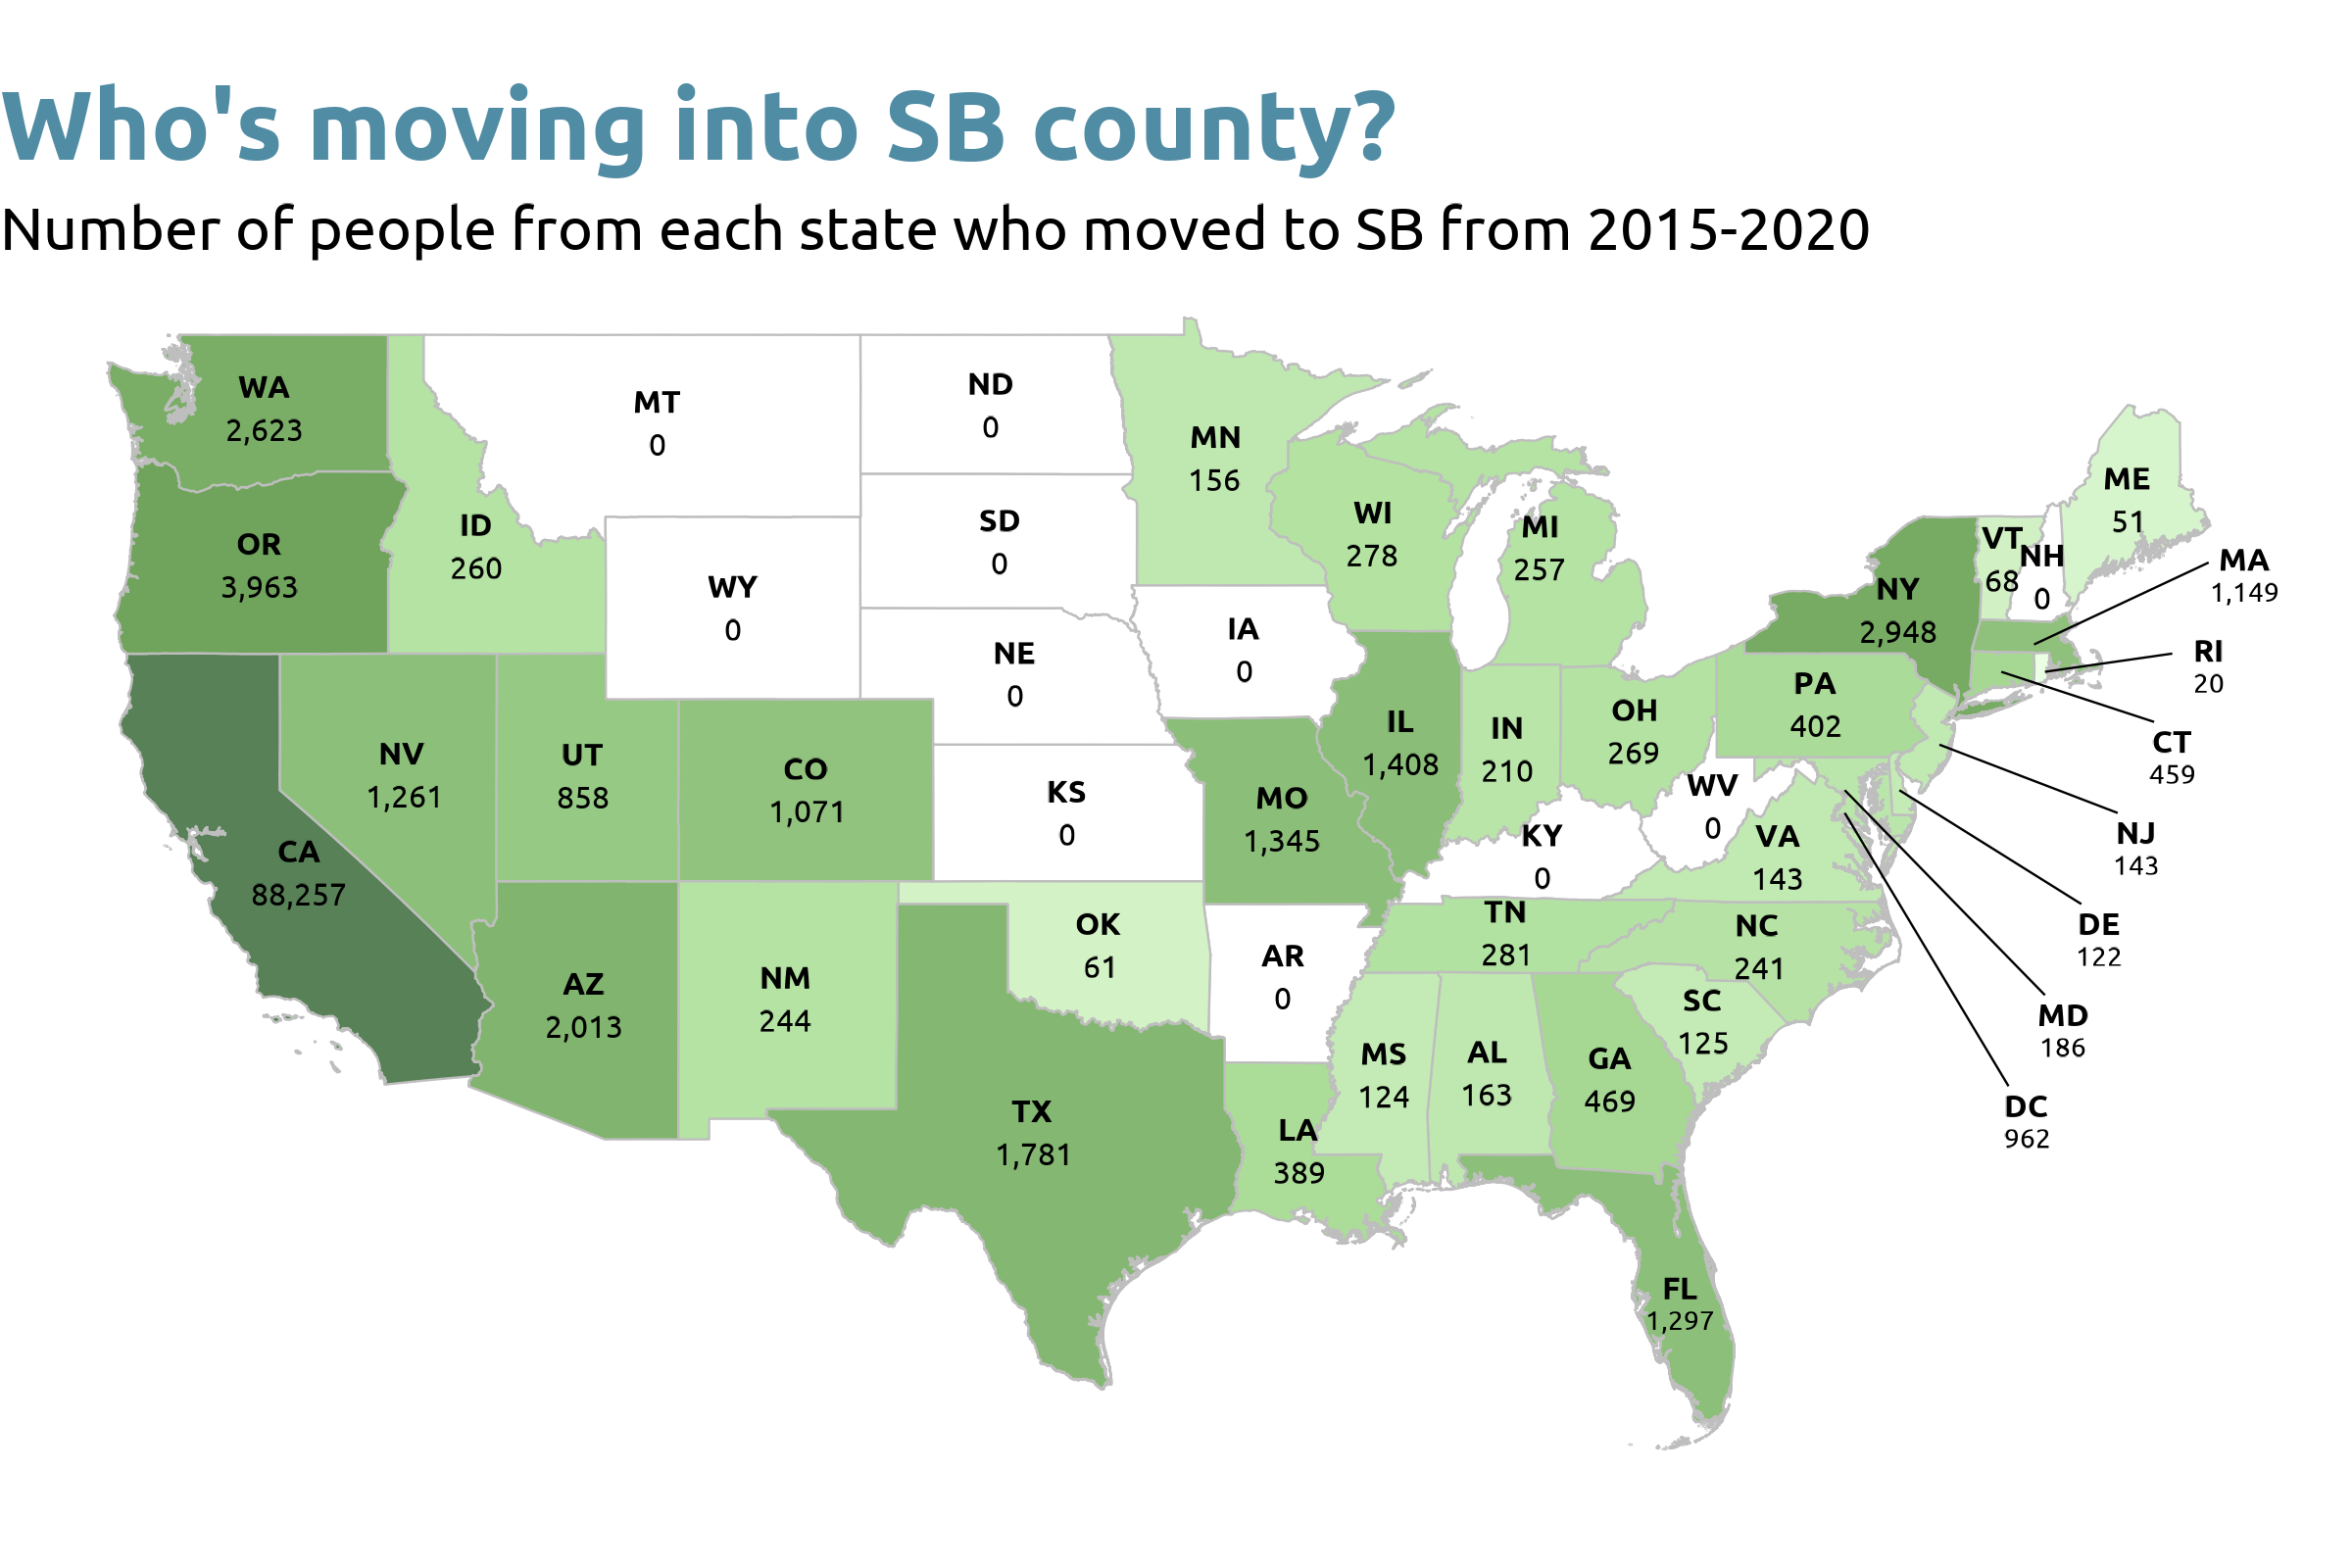 Who's moving into SB county?
Number of people from each state who moved to SB from 2015-2020
WA
2,623
MT
0
ND
0
MN
156
ME
51
OR
3,963
ID
260
SD
0
WI
278
MI
257
VT
68
NH
0
MA
1,149
WY
0
NY
2,948
IA
0
NE
0
RI
20
PA
402
OH
269
IL
1,408
IN
210
CT
459
NV
1,261
UT
858
CO
1,071
KS
0
MO
1,345
WV
0
KY
0
VA
143
NJ
143
CA
88,257
TN
281
NC
241
OK
61
DE
122
AR
0
AZ
2,013
NM
244
SC
125
MD
186
MS
124
AL
163
GA
469
TX
1,781
LA
389
DC
962
FL
1,297